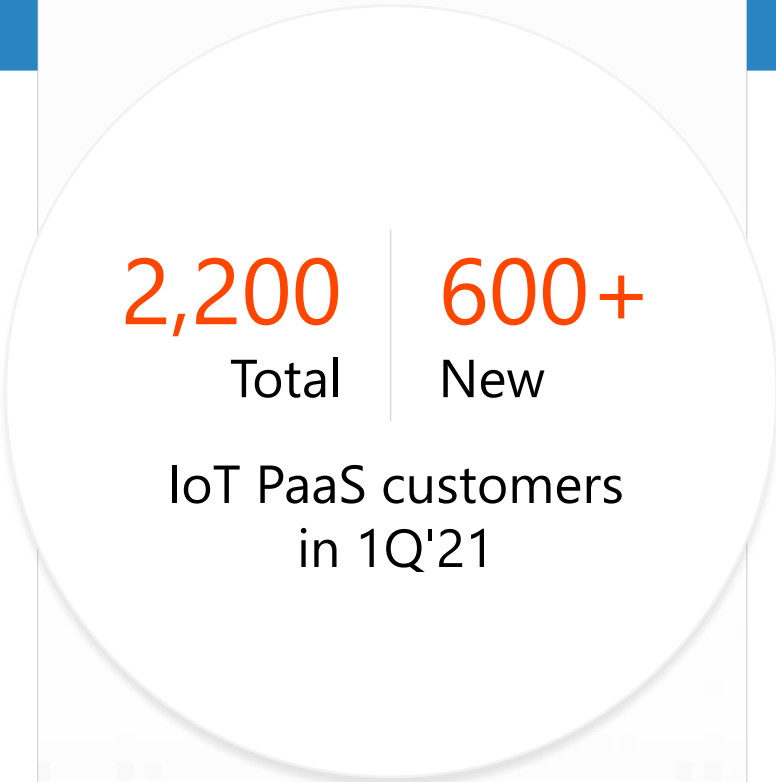 2,200
Total
600+
New
IoT PaaS customers
in 1Q'21